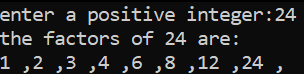 enter a positive integer:24
the factors of 24 are:
1 ,2 ,3 ,4 ,6 ,8 ,12 ,24 ,